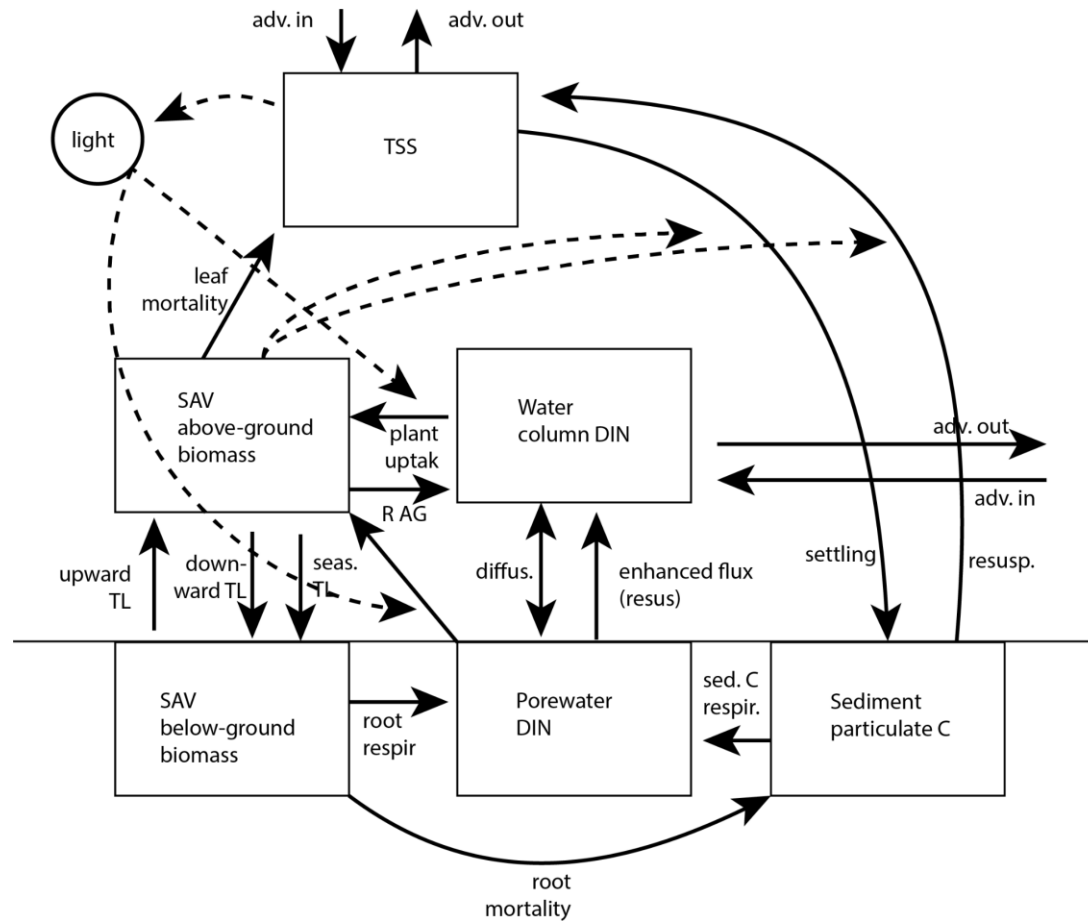 adv. in
adv. out
light
TSS
leaf
mortality
SAV
above-ground
biomass
plant
uptak
R AG
Water
column DIN
adv. out
adv. in
upward
TL
down-
ward TL
seas.
TL
diffus.
enhanced flux
(resus)
settling
resusp.
SAV
below-ground
biomass
root
respir
Porewater
DIN
sed. C
respir.
Sediment
particulate C
root
mortality